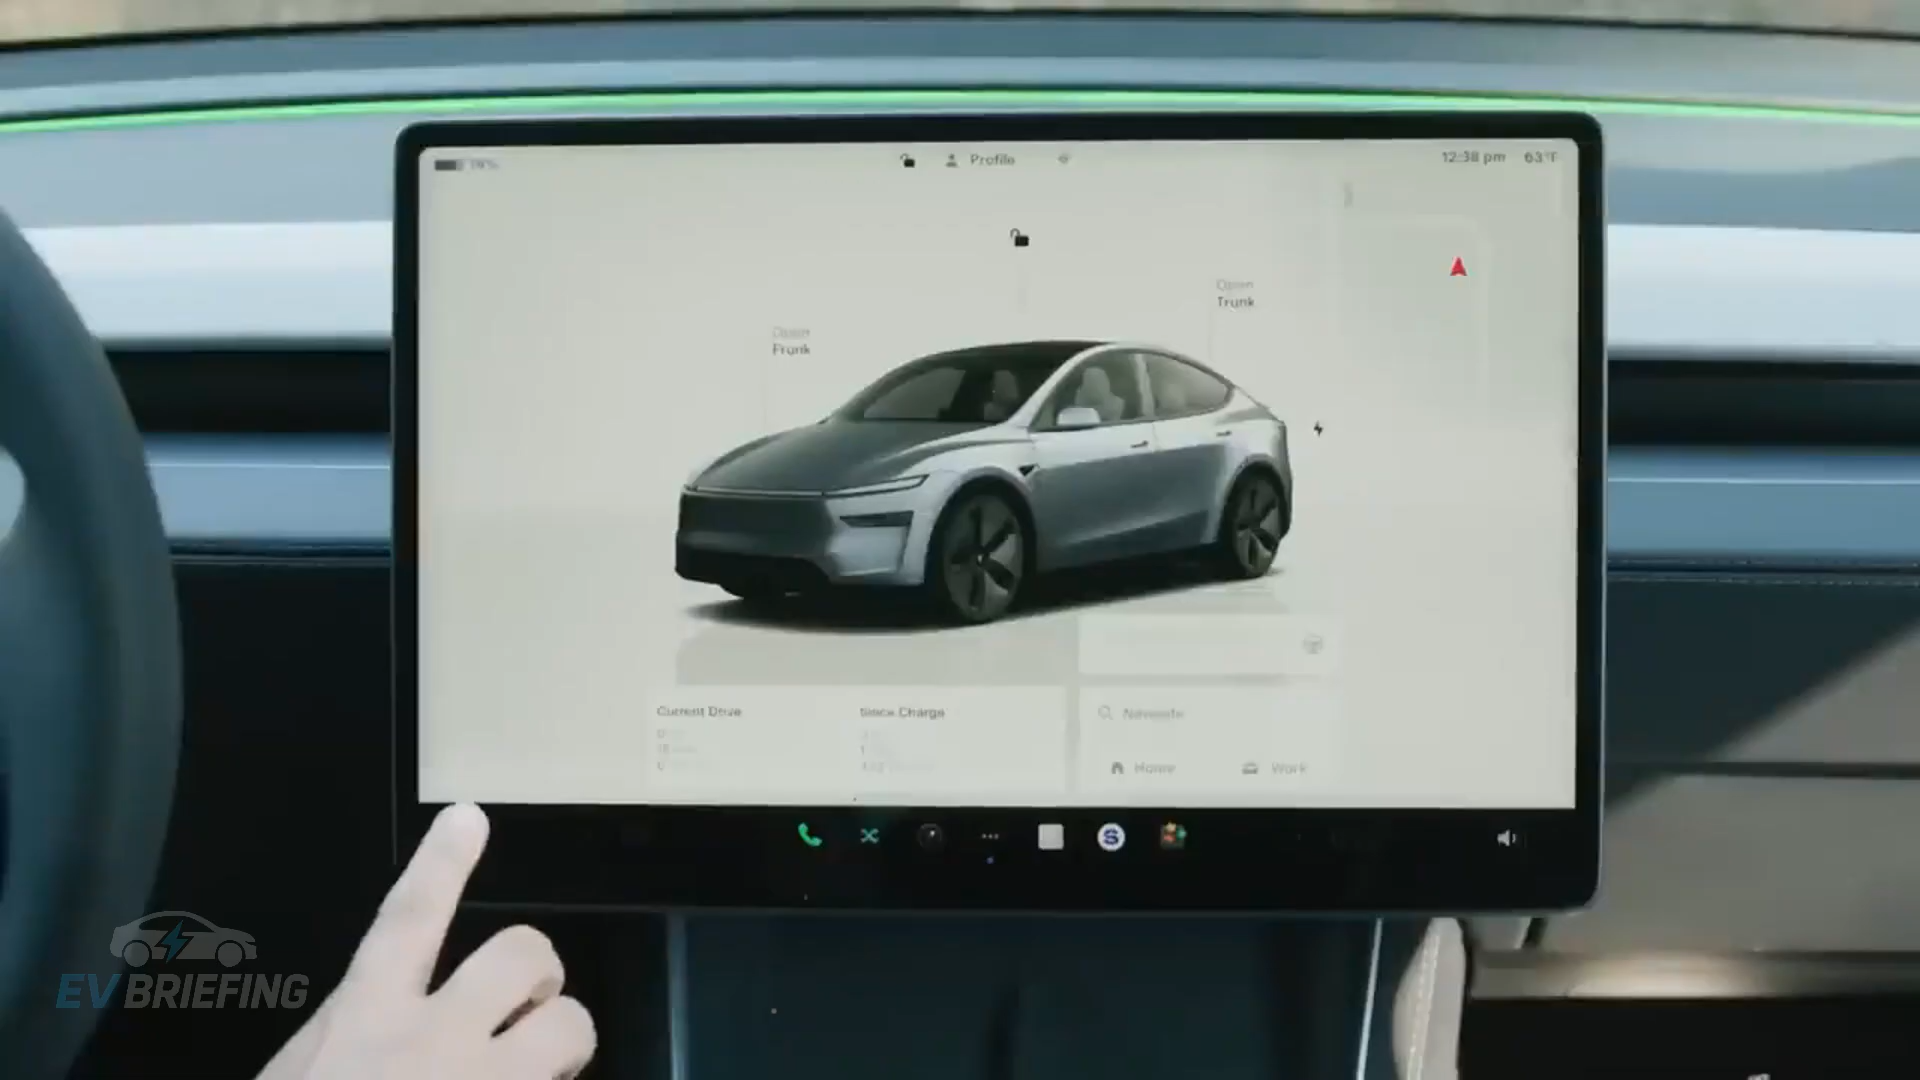 Profile
12:38 pm 63°F
Open
Trunk
Open
Frunk
Current Drive
Since Charge
Navigate
Home
Work
EV BRIEFING